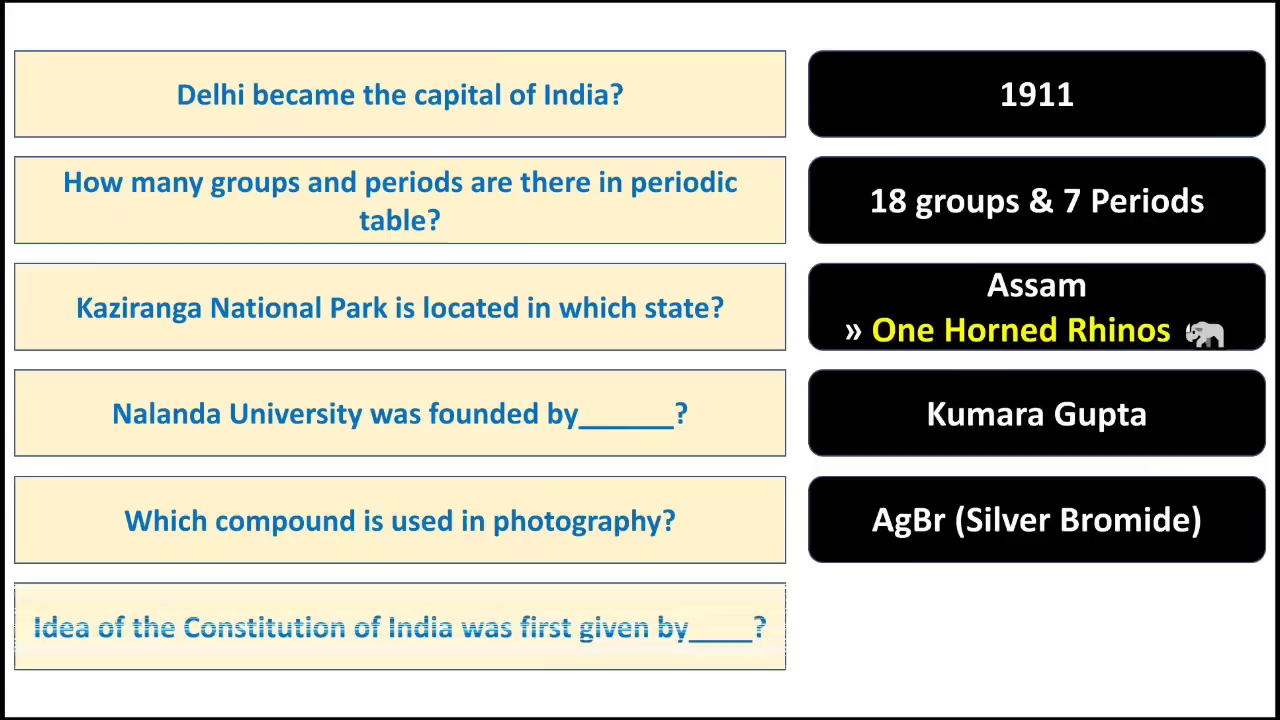 Delhi became the capital of India?
1911
How many groups and periods are there in periodic
table?
18 groups & 7 Periods
Kaziranga National Park is located in which state?
Assam
» One Horned Rhinos
Nalanda University was founded by______?
Kumara Gupta
Which compound is used in photography?
AgBr (Silver Bromide)
Idea of the Constitution of India was first given by____?